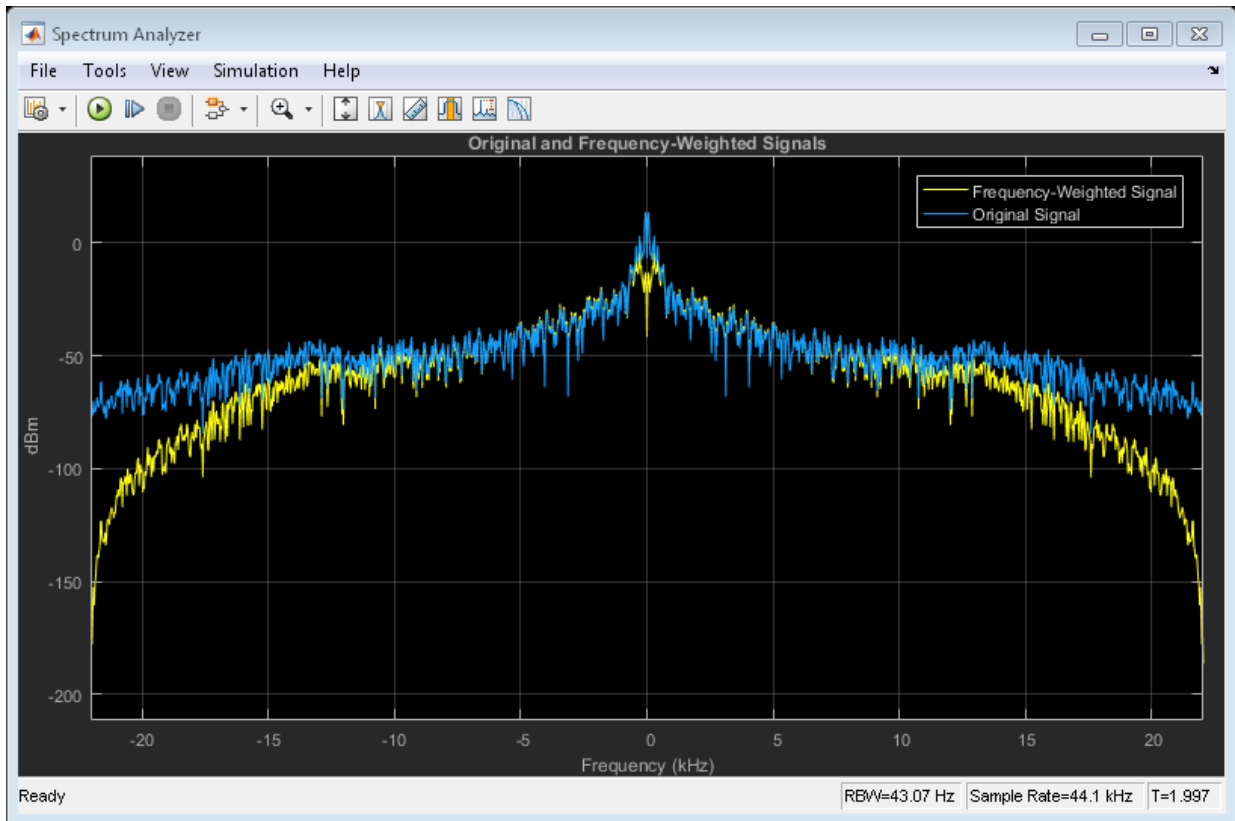 Spectrum Analyzer
File Tools View Simulation Help
Original and Frequency-Weighted Signals
Frequency-Weighted Signal
Original Signal
0
-50
-100
-150
-200
dBm
-20 -15 -10 -5 0 5 10 15 20
Frequency (kHz)
Ready RBW=43.07 Hz Sample Rate=44.1 kHz T=1.997